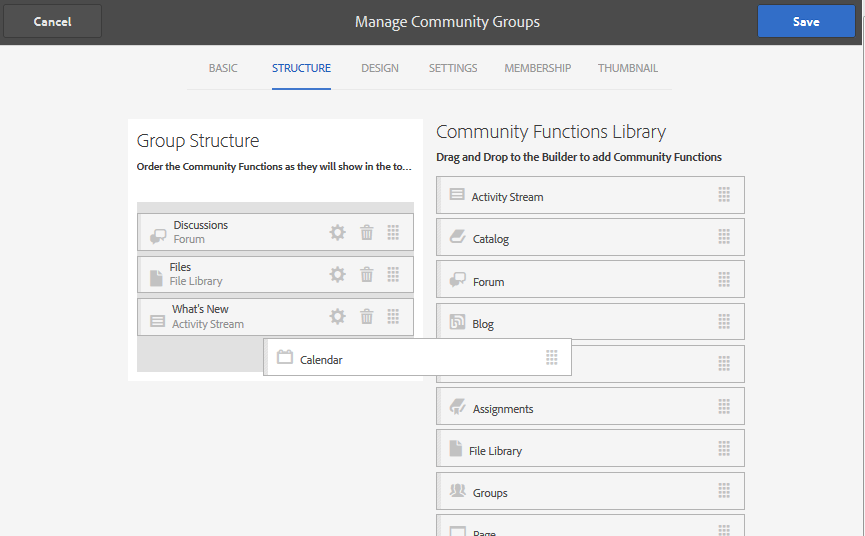 Cancel
Manage Community Groups
Save
BASIC
STRUCTURE
DESIGN
SETTINGS
MEMBERSHIP
THUMBNAIL
Group Structure
Order the Community Functions as they will show in the to...
Discussions
Forum
Files
File Library
What's New
Activity Stream
Calendar
Community Functions Library
Drag and Drop to the Builder to add Community Functions
Activity Stream
Catalog
Forum
Blog
Assignments
File Library
Groups
Page